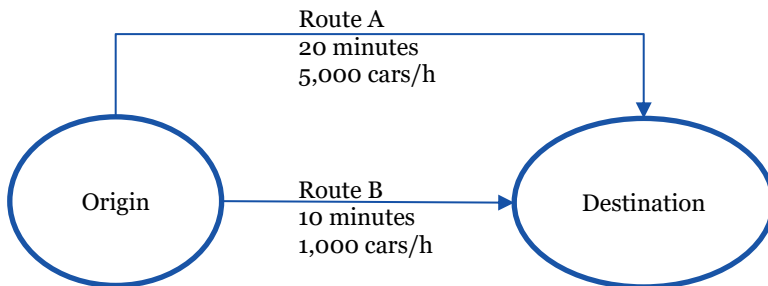 Route A
20 minutes
5,000 cars/h
Origin
Route B
10 minutes
1,000 cars/h
Destination